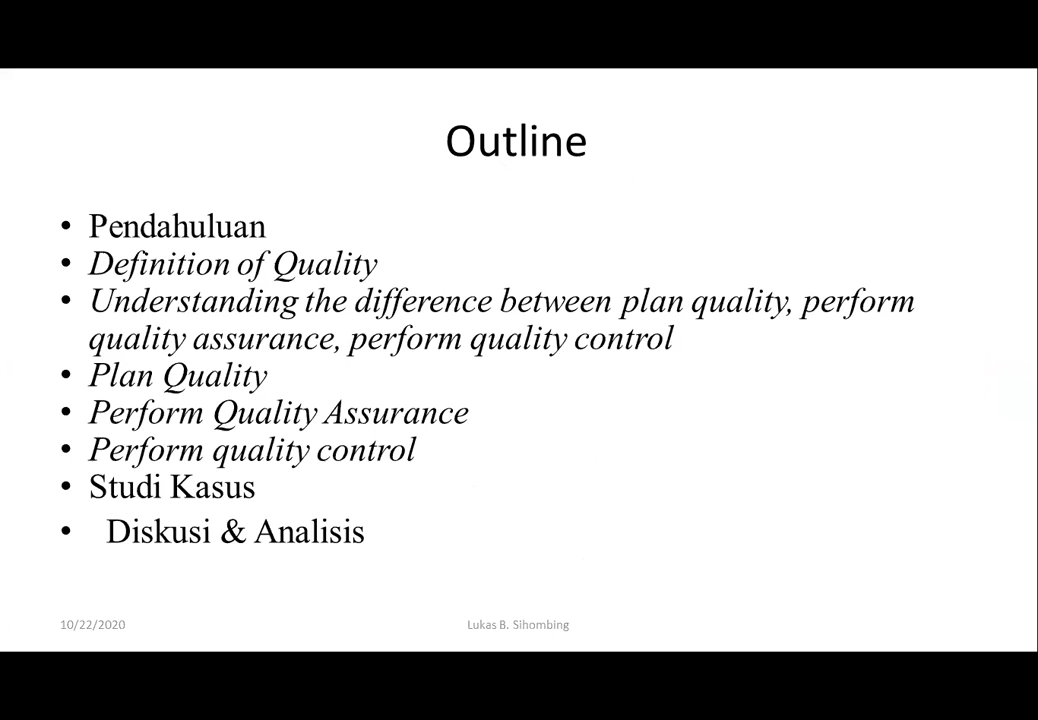 Outline
• Pendahuluan
• Definition of Quality
• Understanding the difference between plan quality, perform
quality assurance, perform quality control
• Plan Quality
• Perform Quality Assurance
• Perform quality control
• Studi Kasus
• Diskusi & Analisis
10/22/2020
Lukas B. Sihombing